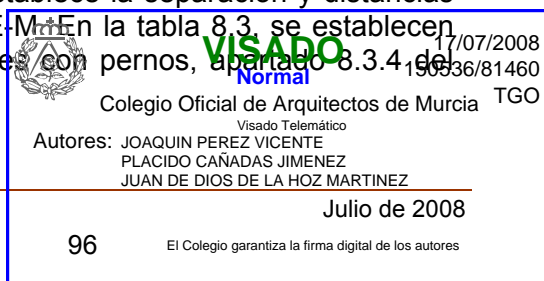 establece la separación y distancias
E-M. En la tabla 8.3, se establecen
es con pernos, apartado 8.3.4 del
VISADO
Normal
17/07/2008
150536/81460
TGO
Colegio Oficial de Arquitectos de Murcia
Visado Telemático
Autores: JOAQUIN PEREZ VICENTE
PLACIDO CAÑADAS JIMENEZ
JUAN DE DIOS DE LA HOZ MARTINEZ
Julio de 2008
96
El Colegio garantiza la firma digital de los autores